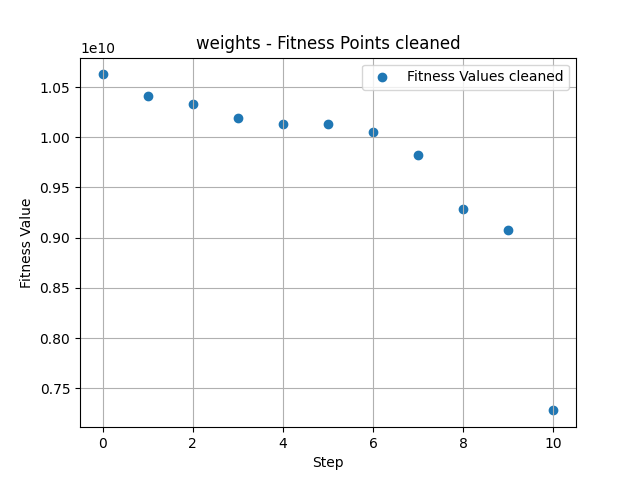 weights - Fitness Points cleaned
1e10
Fitness Values cleaned
1.05
1.00
0.95
0.90
0.85
0.80
0.75
Fitness Value
0
2
4
6
8
10
Step